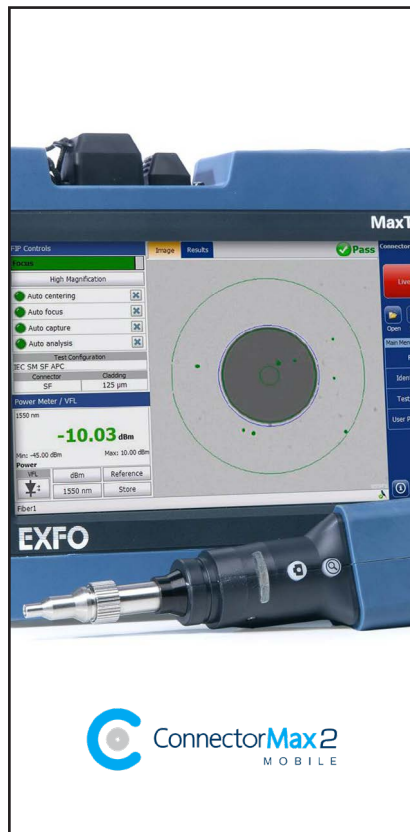 MaxT
FIP Controls
Image
Results
Pass
Connector
Focus
High Magnification
Live
Auto centering
Auto focus
Open
Auto capture
Main Men
Auto analysis
Test Configuration
IEC SM SF APC
Connector
Cladding
Iden
SF
125 µm
Test
Power Meter / VFL
User P
1550 nm
-10.03 dBm
Min: -45.00 dBm
Max: 10.00 dBm
Power
VFL
dBm
Reference
1550 nm
Store
Fiber1
EXFO
ConnectorMax2
MOBILE